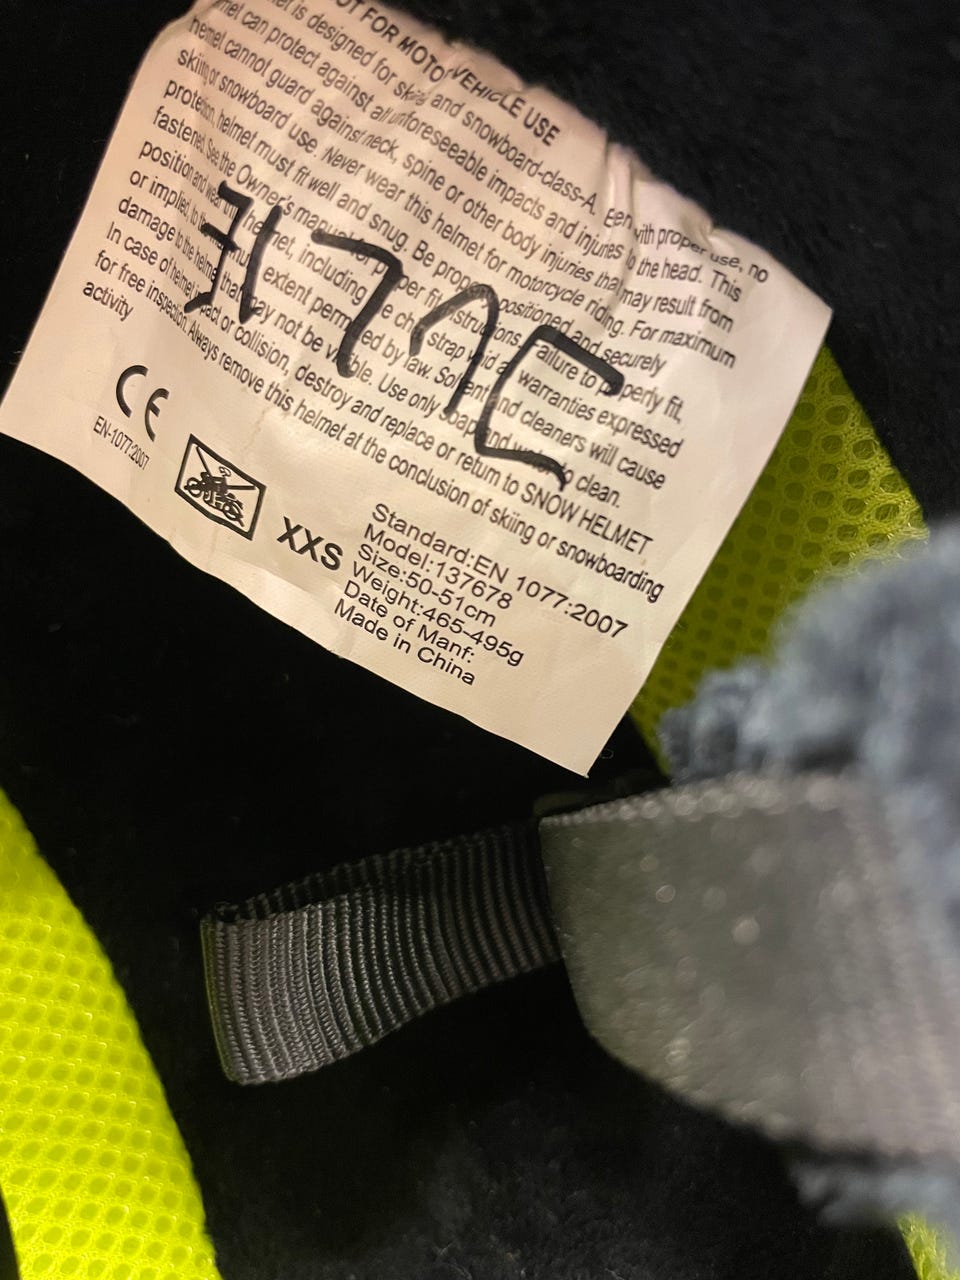 FOR MOTO VEHICLE USE
is designed for skiing and snowboard-class-A. Even with proper use, no
helmet can protect against all unforeseeable impacts and injuries to the head. This
helmet cannot guard against neck, spine or other body injuries that may result from
skiing or snowboard use. Never wear this helmet for motorcycle riding. For maximum
protection, helmet must fit well and snug. Be properly positioned and securely
fastened. See the Owner's manual for proper fit instructions, Failure to properly fit,
position and wear the helmet, including the chin strap void all warranties expressed
or implied, to the maximum extent permitted by law. Solvent and cleaners will cause
damage to the helmet that may not be visible. Use only soap and water to clean.
In case of helmet impact or collision, destroy and replace or return to SNOW HELMET
for free inspection. Always remove this helmet at the conclusion of skiing or snowboarding
activity
CE
EN-1077:2007
XXS
Standard:EN 1077:2007
Model:137678
Size:50-51cm
Weight:465-495g
Date of Manf:
Made in China